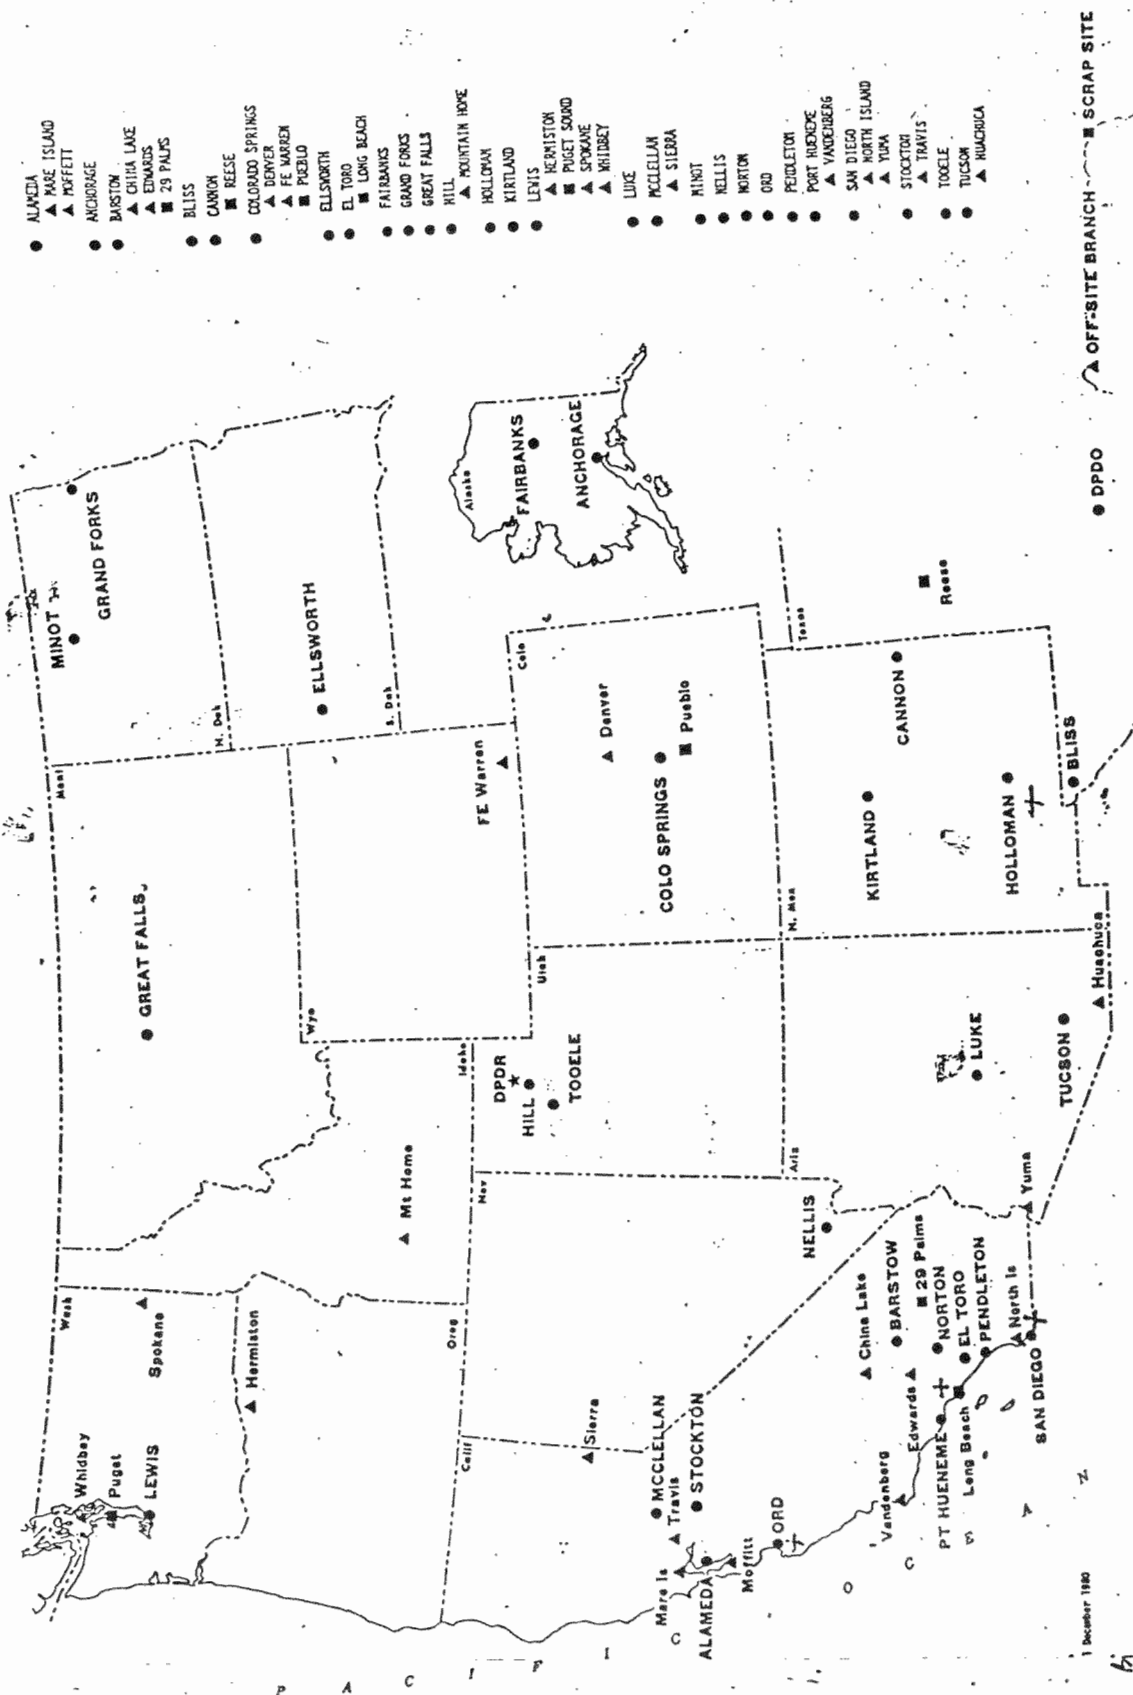 ● ALAMEDA
▲ MARE ISLAND
▲ MOFFETT
● ANCHORAGE
● BARSTOW
▲ CHINA LAKE
▲ EDWARDS
■ 29 PALMS
● BLISS
● CANNON
■ REESE
● COLORADO SPRINGS
▲ DENVER
▲ FE WARREN
■ PUEBLO
● ELLSWORTH
● EL TORO
■ LONG BEACH
● FAIRBANKS
● GRAND FORKS
● GREAT FALLS
● HILL
▲ MOUNTAIN HOME
● HOLLOMAN
● KIRTLAND
● LEWIS
▲ HERMISTON
■ PUGET SOUND
▲ SPOKANE
▲ WHIDBEY
● LUKE
● MCCLELLAN
▲ SIERRA
● MINOT
● NELLIS
● NORTON
● ORD
● PENDLETON
● PORT HUENEME
▲ VANDENBERG
● SAN DIEGO
▲ NORTH ISLAND
▲ YUMA
● STOCKTON
▲ TRAVIS
● TOOELE
● TUCSON
▲ HUACHUCA
Whidbey
Puget
LEWIS
Wash
Spokane
Hermiston
Oreg
Mont
GREAT FALLS
MINOT
GRAND FORKS
N. Dak
ELLSWORTH
S. Dak
Wyo
FE Warren
Idaho
Mt Home
Nev
Calif
Sierra
MCCLELLAN
Travis
STOCKTON
Mare Is
ALAMEDA
Moffitt
ORD
DPDR
HILL
TOOELE
Utah
Colo
Denver
COLO SPRINGS
Pueblo
Alaska
FAIRBANKS
ANCHORAGE
N. Mex
Texas
KIRTLAND
CANNON
Reese
HOLLOMAN
BLISS
Ariz
LUKE
TUCSON
Huachuca
Yuma
NELLIS
China Lake
BARSTOW
29 Palms
Edwards
NORTON
EL TORO
PENDLETON
North Is
SAN DIEGO
Vandenberg
PT HUENEME
Long Beach
P A C I F I C O C
1 December 1980
● DPDO
▲ OFF-SITE BRANCH
■ SCRAP SITE